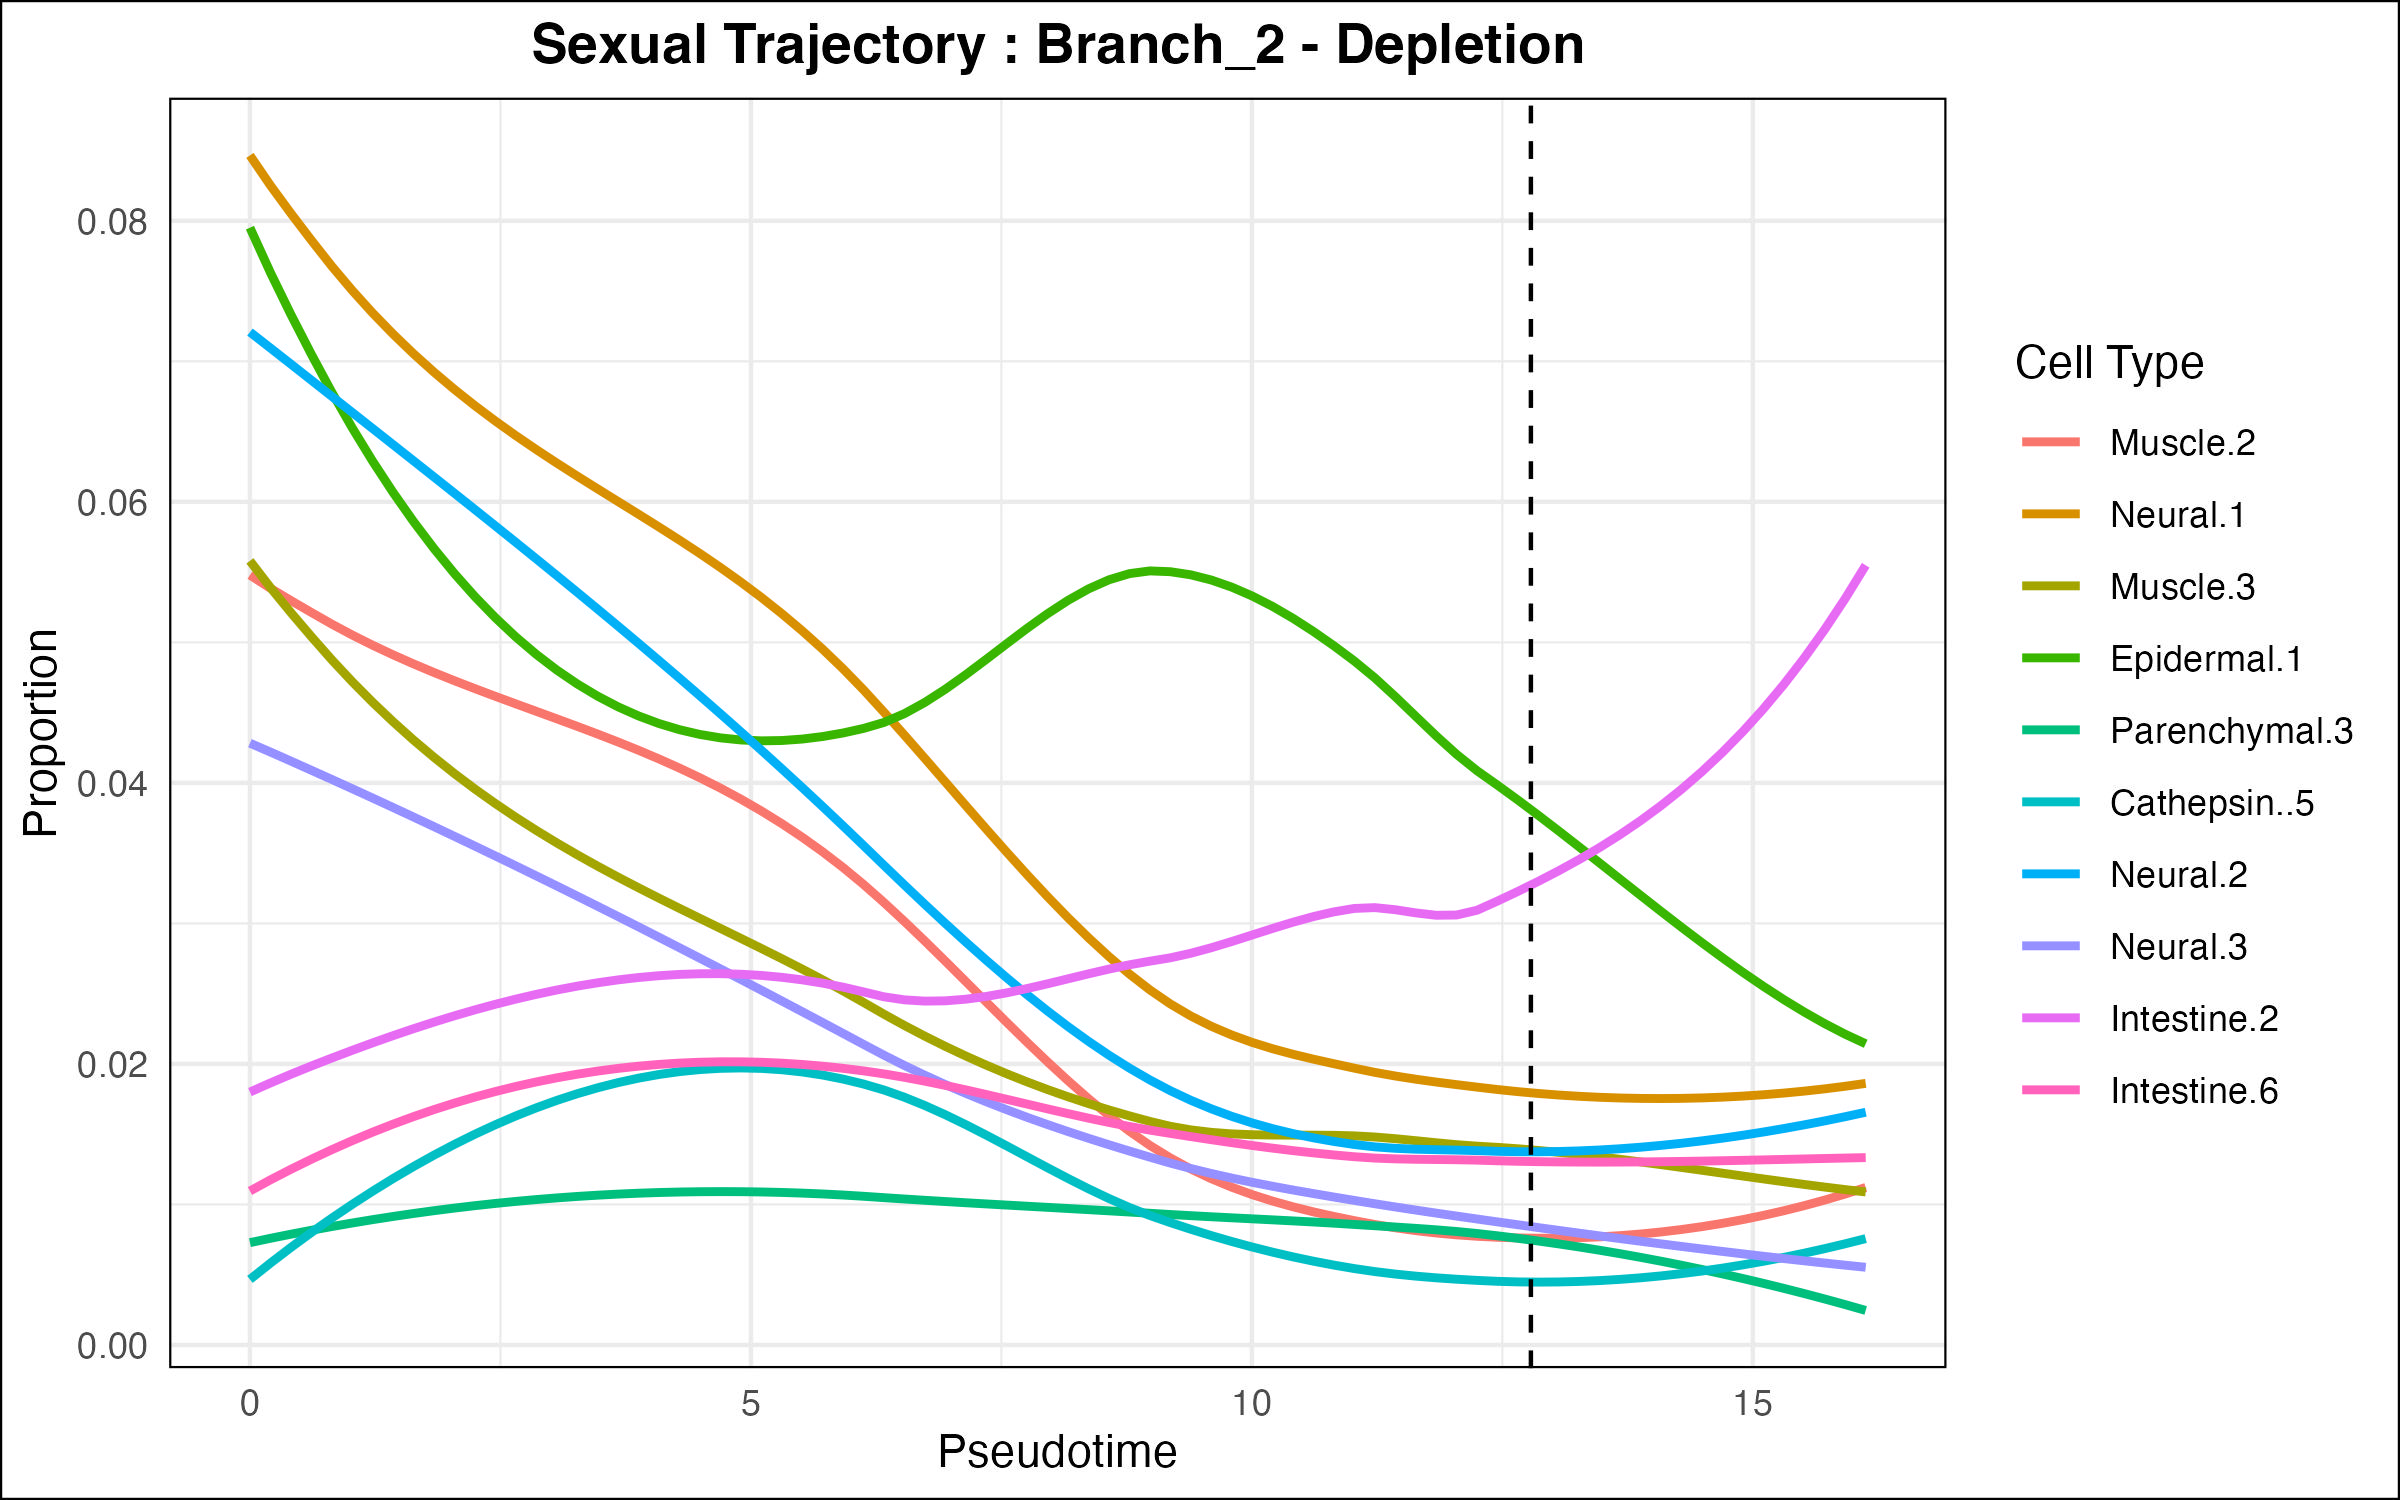 Sexual Trajectory : Branch_2 - Depletion
Proportion
0.08
0.06
0.04
0.02
0.00
0 5 10 15
Pseudotime
Cell Type
Muscle.2
Neural.1
Muscle.3
Epidermal.1
Parenchymal.3
Cathepsin..5
Neural.2
Neural.3
Intestine.2
Intestine.6